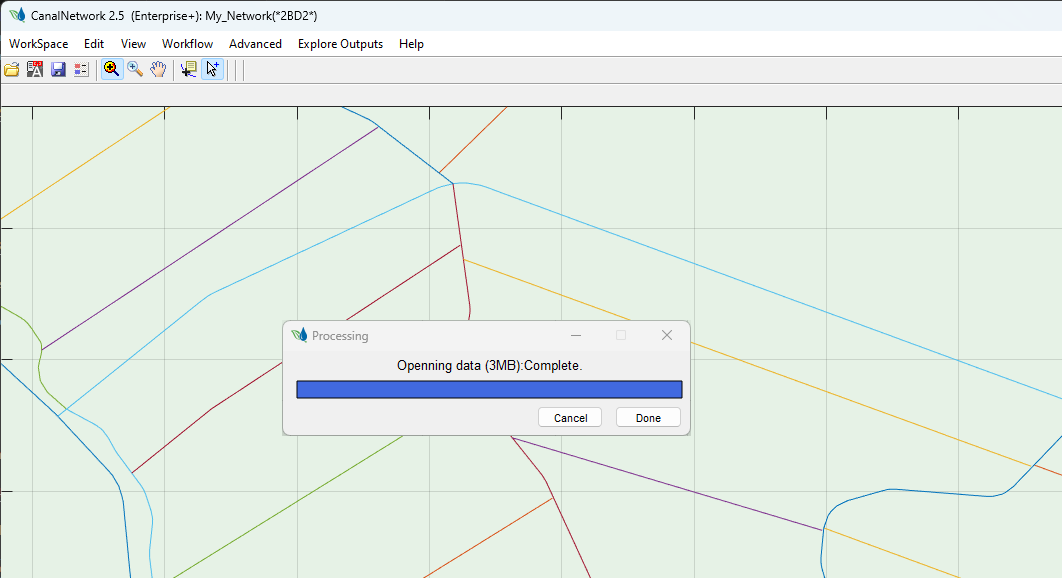 CanalNetwork 2.5 (Enterprise+): My_Network(*2BD2*)
WorkSpace Edit View Workflow Advanced Explore Outputs Help
Processing
Openning data (3MB):Complete.
Cancel Done